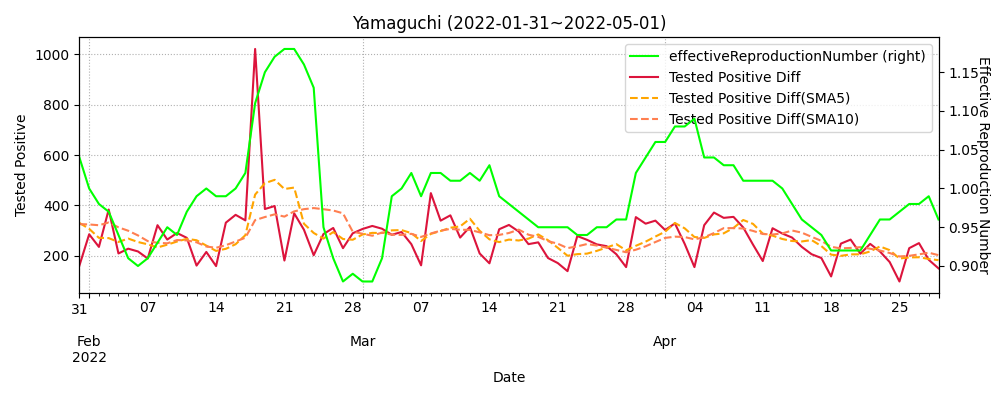 Yamaguchi (2022-01-31~2022-05-01)
effectiveReproductionNumber (right)
Tested Positive Diff
Tested Positive Diff(SMA5)
Tested Positive Diff(SMA10)
Tested Positive
1000
800
600
400
200
Effective Reproduction Number
1.15
1.10
1.05
1.00
0.95
0.90
31 07 14 21 28 07 14 21 28 04 11 18 25
Feb Mar Apr
2022
Date